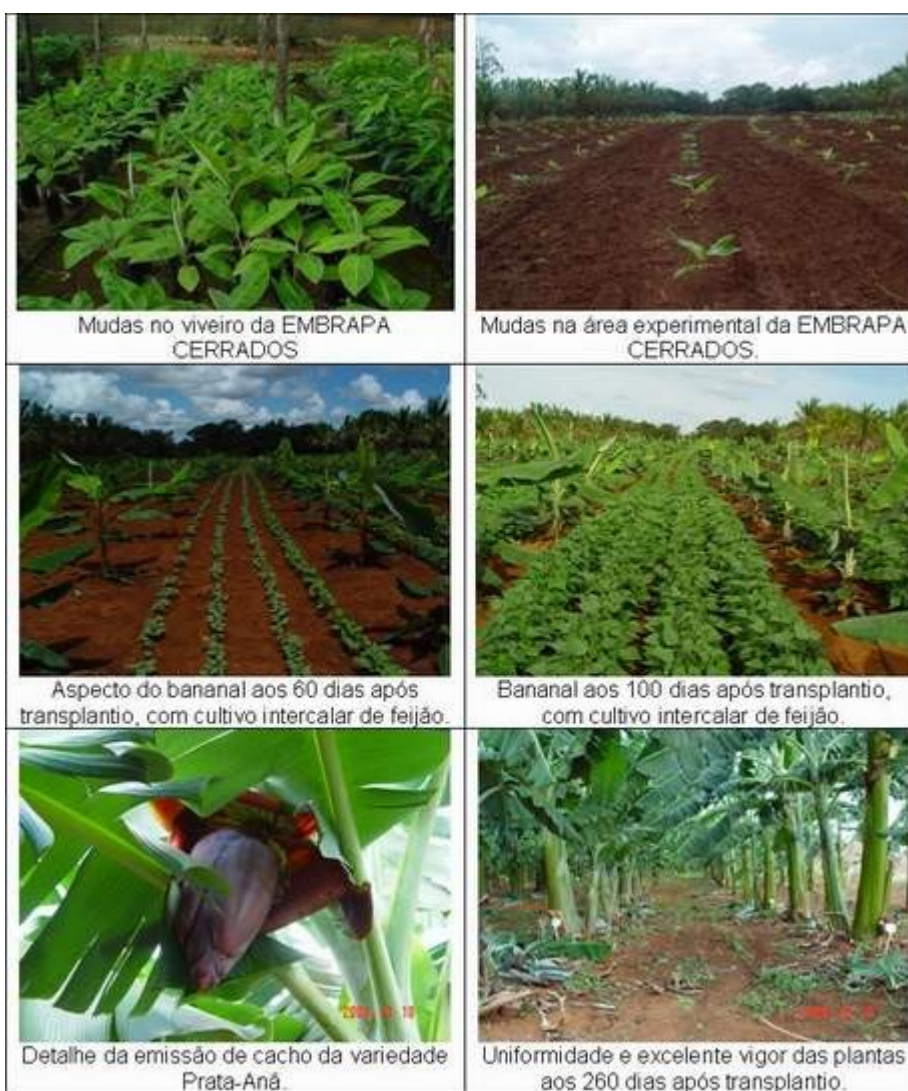 Mudas no viveiro da EMBRAPA
CERRADOS
Mudas na área experimental da EMBRAPA
CERRADOS.
Aspecto do bananal aos 60 dias após
transplantio, com cultivo intercalar de feijão.
Bananal aos 100 dias após transplantio,
com cultivo intercalar de feijão.
Detalhe da emissão de cacho da variedade
Prata-Anã.
Uniformidade e excelente vigor das plantas
aos 260 dias após transplantio.